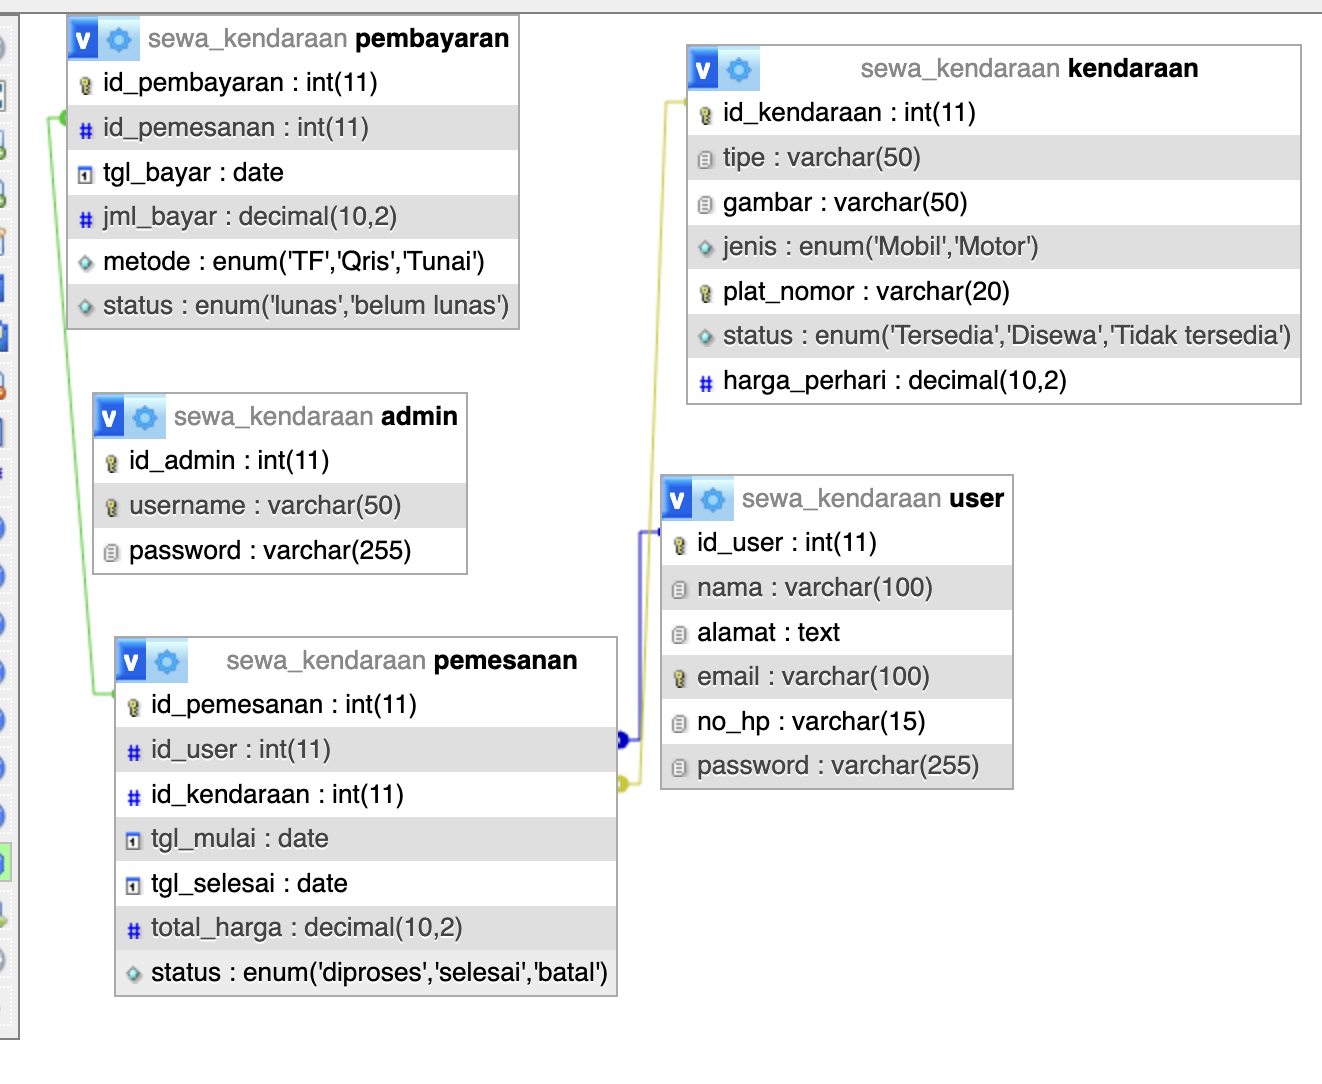 sewa_kendaraan pembayaran
id_pembayaran : int(11)
id_pemesanan : int(11)
tgl_bayar : date
jml_bayar : decimal(10,2)
metode : enum('TF','Qris','Tunai')
status : enum('lunas','belum lunas')
sewa_kendaraan kendaraan
id_kendaraan : int(11)
tipe : varchar(50)
gambar : varchar(50)
jenis : enum('Mobil','Motor')
plat_nomor : varchar(20)
status : enum('Tersedia','Disewa','Tidak tersedia')
harga_perhari : decimal(10,2)
sewa_kendaraan admin
id_admin : int(11)
username : varchar(50)
password : varchar(255)
sewa_kendaraan user
id_user : int(11)
nama : varchar(100)
alamat : text
email : varchar(100)
no_hp : varchar(15)
password : varchar(255)
sewa_kendaraan pemesanan
id_pemesanan : int(11)
id_user : int(11)
id_kendaraan : int(11)
tgl_mulai : date
tgl_selesai : date
total_harga : decimal(10,2)
status : enum('diproses','selesai','batal')